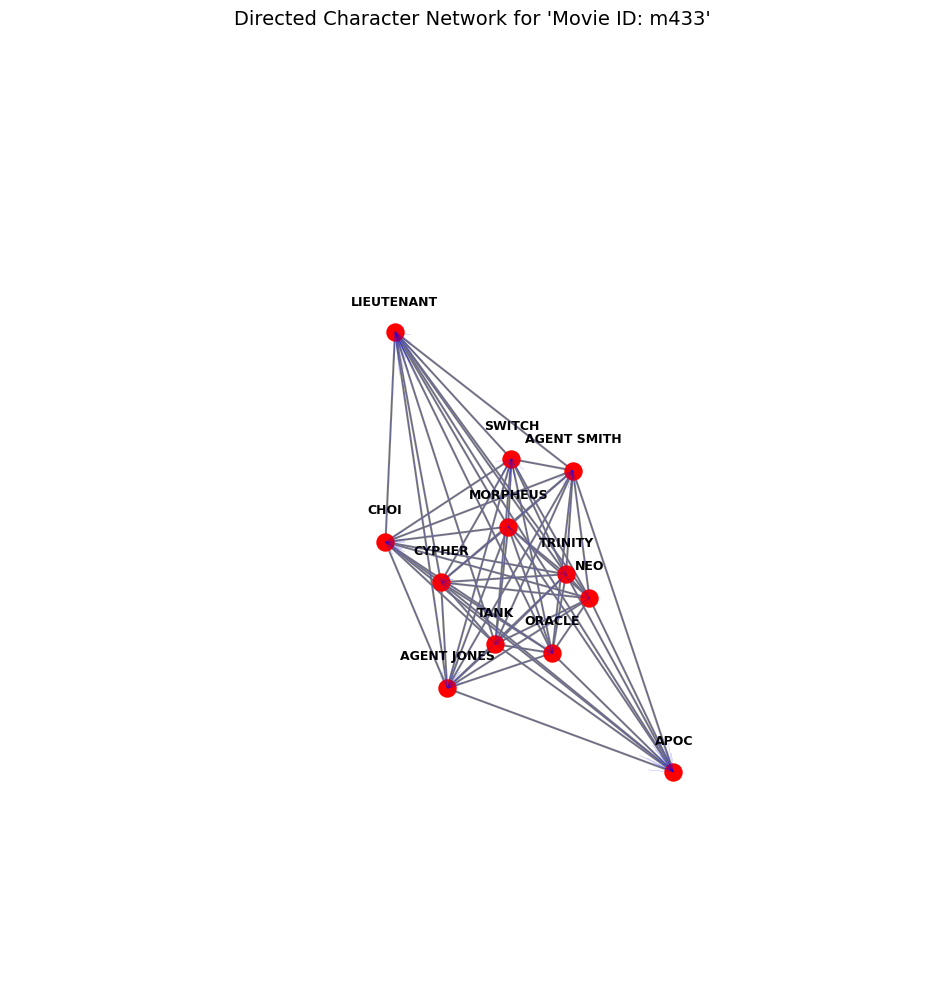 Directed Character Network for 'Movie ID: m433'
LIEUTENANT
SWITCH
AGENT SMITH
MORPHEUS
CHOI
TRINITY
CYPHER
NEO
TANK
ORACLE
AGENT JONES
APOC